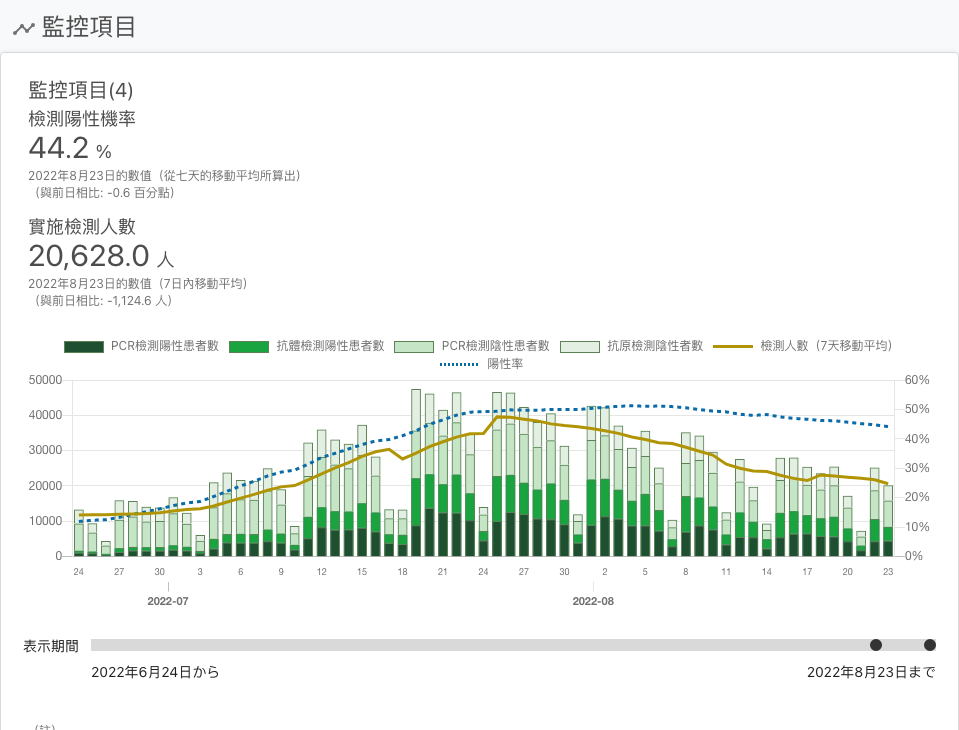 監控項目
監控項目(4)
檢測陽性機率
44.2 %
2022年8月23日的數值（從七天的移動平均所算出）
（與前日相比: -0.6 百分點）
實施檢測人數
20,628.0 人
2022年8月23日的數值（7日內移動平均）
（與前日相比: -1,124.6 人）
PCR檢測陽性患者數 抗體檢測陽性患者數 PCR檢測陰性患者數 抗原檢測陰性者數 檢測人數（7天移動平均）
陽性率
50000 60%
50%
40000
40%
30000
30%
20000
20%
10000
10%
0 0%
24 27 30 3 6 9 12 15 18 21 24 27 30 2 5 8 11 14 17 20 23
2022-07 2022-08
表示期間
2022年6月24日から 2022年8月23日まで
（註）